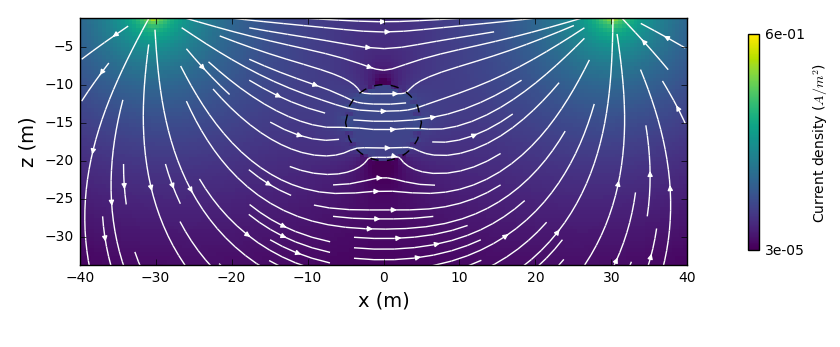 6e-01
−5
−10
−15
−20
−25
−30
z (m)
Current density (A/m²)
3e-05
−40 −30 −20 −10 0 10 20 30 40
x (m)